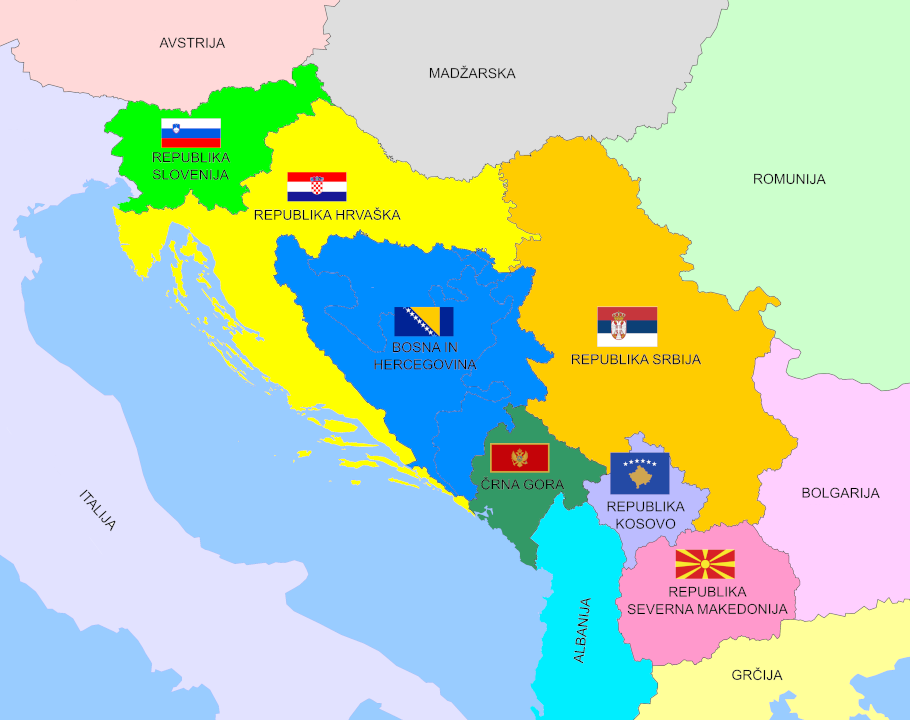 AVSTRIJA
MADŽARSKA
REPUBLIKA
SLOVENIJA
ROMUNIJA
REPUBLIKA HRVAŠKA
BOSNA IN
HERCEGOVINA
REPUBLIKA SRBIJA
ČRNA GORA
ITALIJA
BOLGARIJA
REPUBLIKA
KOSOVO
REPUBLIKA
SEVERNA MAKEDONIJA
ALBANIJA
GRČIJA